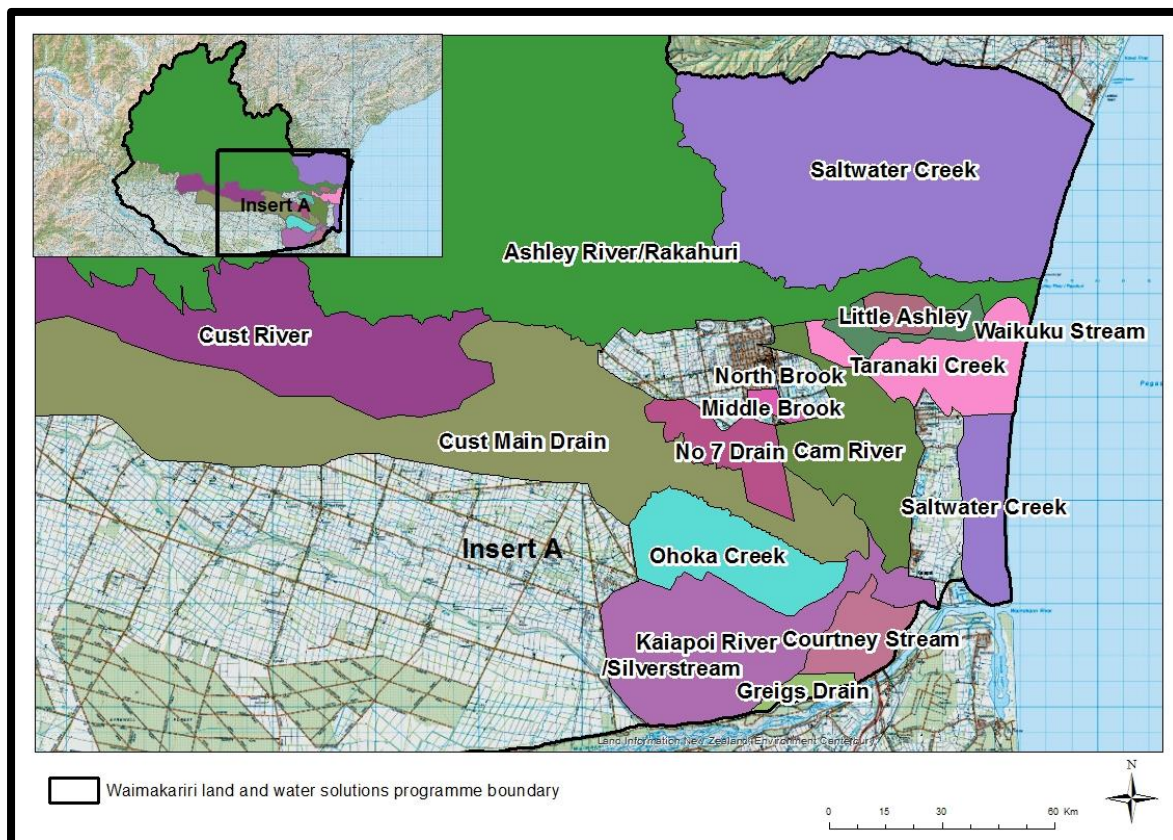 Insert A
Saltwater Creek
Ashley River/Rakahuri
Cust River
Little Ashley
Waikuku Stream
Taranaki Creek
North Brook
Middle Brook
Cust Main Drain
No 7 Drain
Cam River
Saltwater Creek
Insert A
Ohoka Creek
Kaiapoi River
/Silverstream
Courtney Stream
Greigs Drain
Land Information New Zealand, Environment Canterbury
Waimakariri land and water solutions programme boundary
N
0 15 30 60 Km